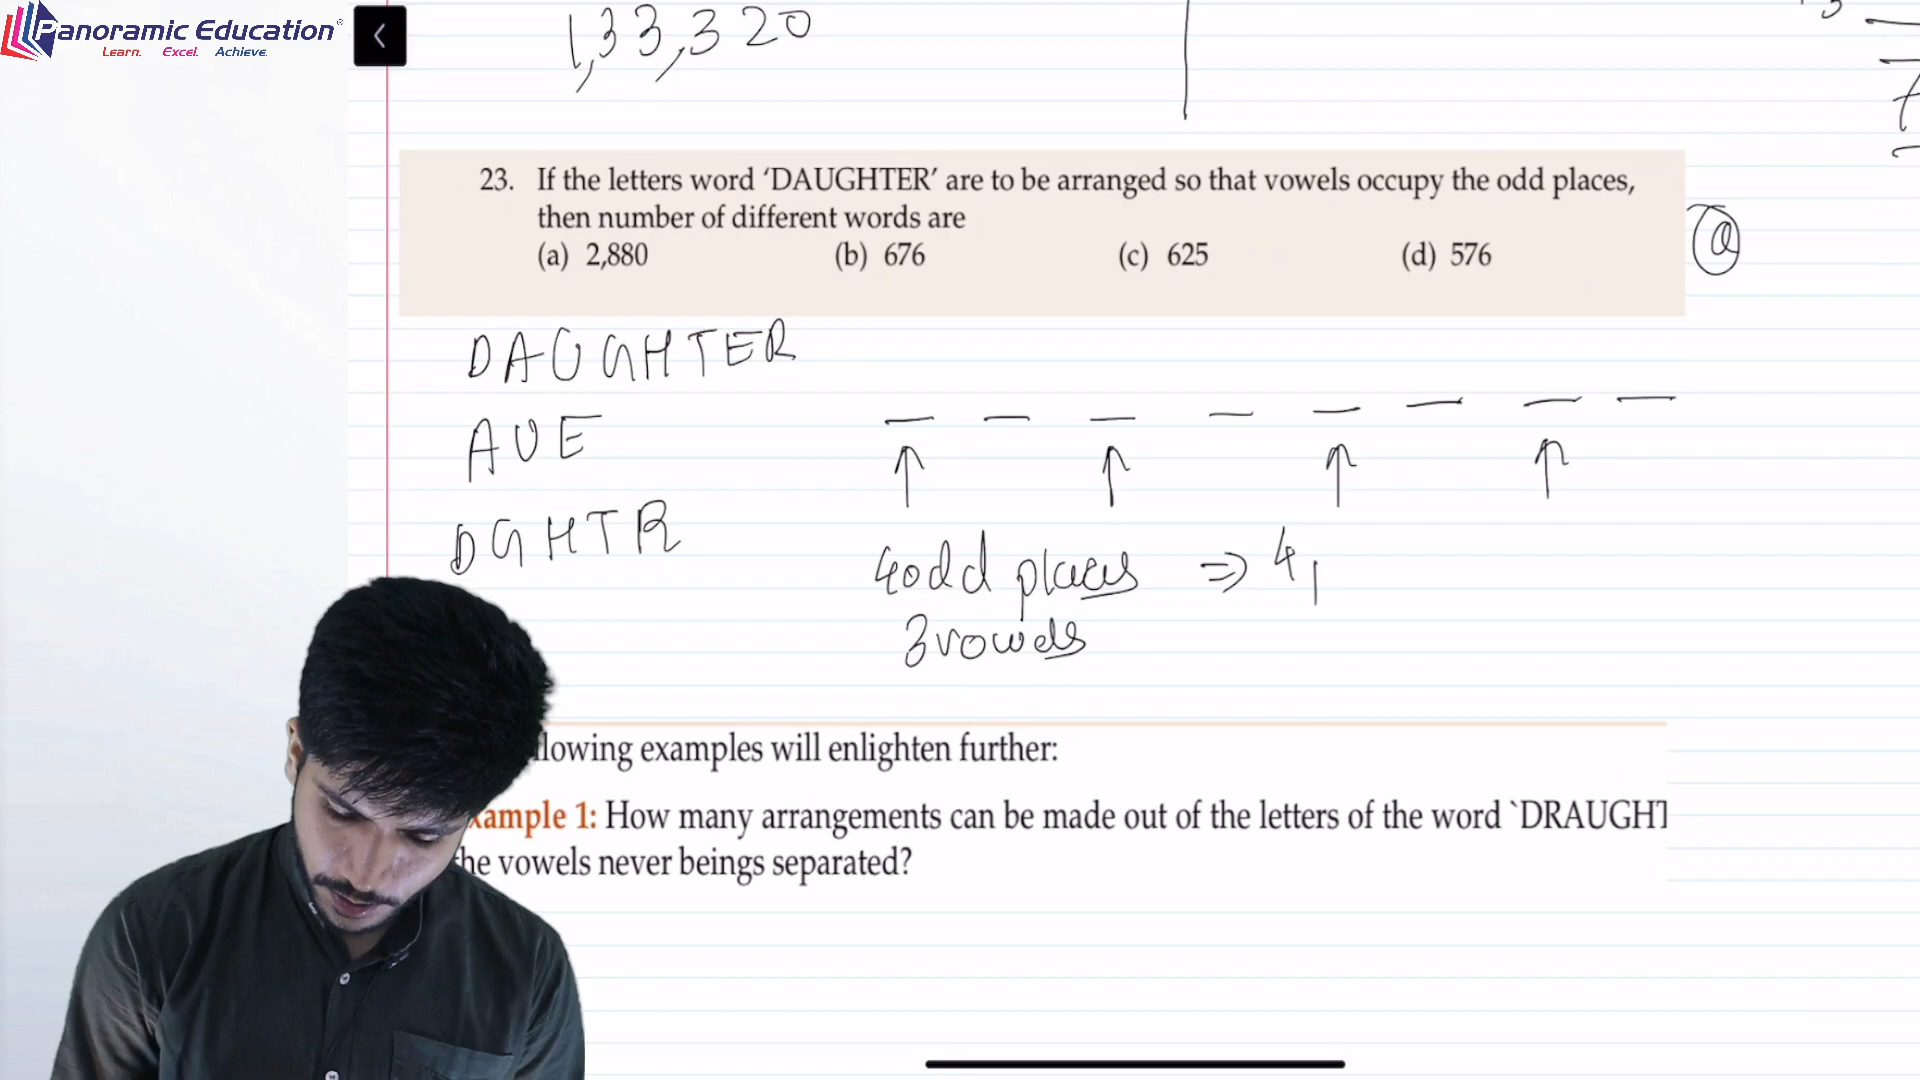 Panoramic Education®
Learn. Excel. Achieve.
1,33,320
23. If the letters word ‘DAUGHTER’ are to be arranged so that vowels occupy the odd places,
then number of different words are
(a) 2,880 (b) 676 (c) 625 (d) 576
a
DAUGHTER
AUE
DGHTR
4 odd places ⇒ 4
3 vowels
lowing examples will enlighten further:
xample 1: How many arrangements can be made out of the letters of the word `DRAUGHT
he vowels never beings separated?